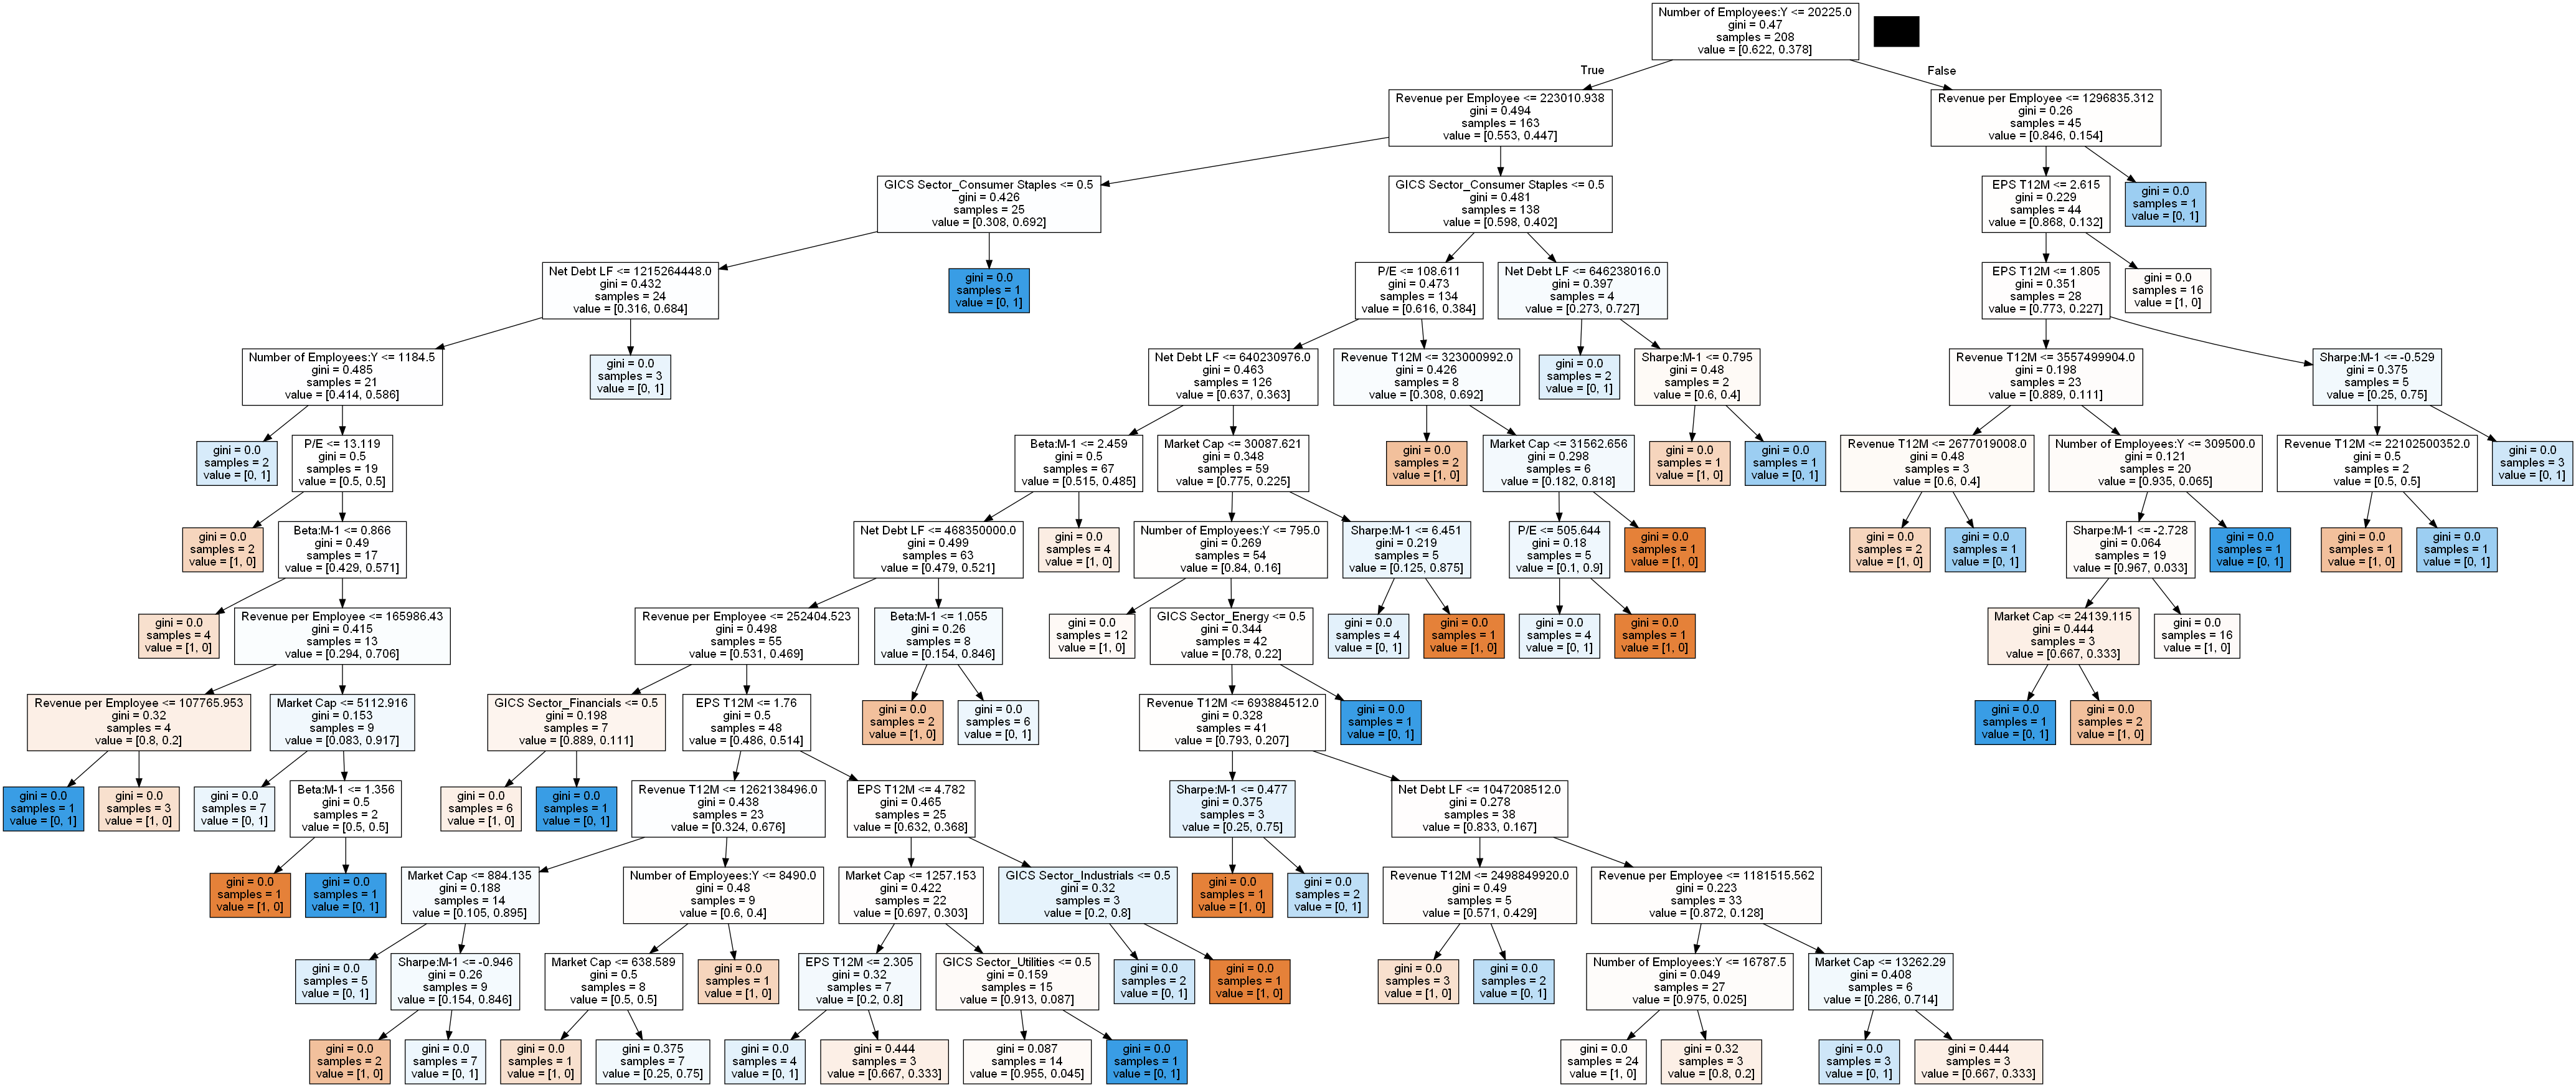 Number of Employees:Y <= 20225.0
gini = 0.47
samples = 208
value = [0.622, 0.378]
True
False
Revenue per Employee <= 223010.938
gini = 0.494
samples = 163
value = [0.553, 0.447]
Revenue per Employee <= 1296835.312
gini = 0.26
samples = 45
value = [0.846, 0.154]
GICS Sector_Consumer Staples <= 0.5
gini = 0.426
samples = 25
value = [0.308, 0.692]
GICS Sector_Consumer Staples <= 0.5
gini = 0.481
samples = 138
value = [0.598, 0.402]
EPS T12M <= 2.615
gini = 0.229
samples = 44
value = [0.868, 0.132]
gini = 0.0
samples = 1
value = [0, 1]
Net Debt LF <= 1215264448.0
gini = 0.432
samples = 24
value = [0.316, 0.684]
gini = 0.0
samples = 1
value = [0, 1]
P/E <= 108.611
gini = 0.473
samples = 134
value = [0.616, 0.384]
Net Debt LF <= 646238016.0
gini = 0.397
samples = 4
value = [0.273, 0.727]
EPS T12M <= 1.805
gini = 0.351
samples = 28
value = [0.773, 0.227]
gini = 0.0
samples = 16
value = [1, 0]
Number of Employees:Y <= 1184.5
gini = 0.485
samples = 21
value = [0.414, 0.586]
gini = 0.0
samples = 3
value = [0, 1]
Net Debt LF <= 640230976.0
gini = 0.463
samples = 126
value = [0.637, 0.363]
Revenue T12M <= 323000992.0
gini = 0.426
samples = 8
value = [0.308, 0.692]
gini = 0.0
samples = 2
value = [0, 1]
Sharpe:M-1 <= 0.795
gini = 0.48
samples = 2
value = [0.6, 0.4]
Revenue T12M <= 3557499904.0
gini = 0.198
samples = 23
value = [0.889, 0.111]
Sharpe:M-1 <= -0.529
gini = 0.375
samples = 5
value = [0.25, 0.75]
gini = 0.0
samples = 2
value = [0, 1]
P/E <= 13.119
gini = 0.5
samples = 19
value = [0.5, 0.5]
Beta:M-1 <= 2.459
gini = 0.5
samples = 67
value = [0.515, 0.485]
Market Cap <= 30087.621
gini = 0.348
samples = 59
value = [0.775, 0.225]
gini = 0.0
samples = 2
value = [1, 0]
Market Cap <= 31562.656
gini = 0.298
samples = 6
value = [0.182, 0.818]
gini = 0.0
samples = 1
value = [1, 0]
gini = 0.0
samples = 1
value = [0, 1]
Revenue T12M <= 2677019008.0
gini = 0.48
samples = 3
value = [0.6, 0.4]
Number of Employees:Y <= 309500.0
gini = 0.121
samples = 20
value = [0.935, 0.065]
Revenue T12M <= 22102500352.0
gini = 0.5
samples = 2
value = [0.5, 0.5]
gini = 0.0
samples = 3
value = [0, 1]
gini = 0.0
samples = 2
value = [1, 0]
Beta:M-1 <= 0.866
gini = 0.49
samples = 17
value = [0.429, 0.571]
Net Debt LF <= 468350000.0
gini = 0.499
samples = 63
value = [0.479, 0.521]
gini = 0.0
samples = 4
value = [1, 0]
Number of Employees:Y <= 795.0
gini = 0.269
samples = 54
value = [0.84, 0.16]
Sharpe:M-1 <= 6.451
gini = 0.219
samples = 5
value = [0.125, 0.875]
P/E <= 505.644
gini = 0.18
samples = 5
value = [0.1, 0.9]
gini = 0.0
samples = 1
value = [1, 0]
gini = 0.0
samples = 2
value = [1, 0]
gini = 0.0
samples = 1
value = [0, 1]
Sharpe:M-1 <= -2.728
gini = 0.064
samples = 19
value = [0.967, 0.033]
gini = 0.0
samples = 1
value = [0, 1]
gini = 0.0
samples = 1
value = [1, 0]
gini = 0.0
samples = 1
value = [0, 1]
gini = 0.0
samples = 4
value = [1, 0]
Revenue per Employee <= 165986.43
gini = 0.415
samples = 13
value = [0.294, 0.706]
Revenue per Employee <= 252404.523
gini = 0.498
samples = 55
value = [0.531, 0.469]
Beta:M-1 <= 1.055
gini = 0.26
samples = 8
value = [0.154, 0.846]
gini = 0.0
samples = 12
value = [1, 0]
GICS Sector_Energy <= 0.5
gini = 0.344
samples = 42
value = [0.78, 0.22]
gini = 0.0
samples = 4
value = [0, 1]
gini = 0.0
samples = 1
value = [1, 0]
gini = 0.0
samples = 4
value = [0, 1]
gini = 0.0
samples = 1
value = [1, 0]
Market Cap <= 24139.115
gini = 0.444
samples = 3
value = [0.667, 0.333]
gini = 0.0
samples = 16
value = [1, 0]
Revenue per Employee <= 107765.953
gini = 0.32
samples = 4
value = [0.8, 0.2]
Market Cap <= 5112.916
gini = 0.153
samples = 9
value = [0.083, 0.917]
GICS Sector_Financials <= 0.5
gini = 0.198
samples = 7
value = [0.889, 0.111]
EPS T12M <= 1.76
gini = 0.5
samples = 48
value = [0.486, 0.514]
gini = 0.0
samples = 2
value = [1, 0]
gini = 0.0
samples = 6
value = [0, 1]
Revenue T12M <= 693884512.0
gini = 0.328
samples = 41
value = [0.793, 0.207]
gini = 0.0
samples = 1
value = [0, 1]
gini = 0.0
samples = 1
value = [0, 1]
gini = 0.0
samples = 2
value = [1, 0]
gini = 0.0
samples = 1
value = [0, 1]
gini = 0.0
samples = 3
value = [1, 0]
gini = 0.0
samples = 7
value = [0, 1]
Beta:M-1 <= 1.356
gini = 0.5
samples = 2
value = [0.5, 0.5]
gini = 0.0
samples = 6
value = [1, 0]
gini = 0.0
samples = 1
value = [0, 1]
Revenue T12M <= 1262138496.0
gini = 0.438
samples = 23
value = [0.324, 0.676]
EPS T12M <= 4.782
gini = 0.465
samples = 25
value = [0.632, 0.368]
Sharpe:M-1 <= 0.477
gini = 0.375
samples = 3
value = [0.25, 0.75]
Net Debt LF <= 1047208512.0
gini = 0.278
samples = 38
value = [0.833, 0.167]
gini = 0.0
samples = 1
value = [1, 0]
gini = 0.0
samples = 1
value = [0, 1]
Market Cap <= 884.135
gini = 0.188
samples = 14
value = [0.105, 0.895]
Number of Employees:Y <= 8490.0
gini = 0.48
samples = 9
value = [0.6, 0.4]
Market Cap <= 1257.153
gini = 0.422
samples = 22
value = [0.697, 0.303]
GICS Sector_Industrials <= 0.5
gini = 0.32
samples = 3
value = [0.2, 0.8]
gini = 0.0
samples = 1
value = [1, 0]
gini = 0.0
samples = 2
value = [0, 1]
Revenue T12M <= 2498849920.0
gini = 0.49
samples = 5
value = [0.571, 0.429]
Revenue per Employee <= 1181515.562
gini = 0.223
samples = 33
value = [0.872, 0.128]
gini = 0.0
samples = 5
value = [0, 1]
Sharpe:M-1 <= -0.946
gini = 0.26
samples = 9
value = [0.154, 0.846]
Market Cap <= 638.589
gini = 0.5
samples = 8
value = [0.5, 0.5]
gini = 0.0
samples = 1
value = [1, 0]
EPS T12M <= 2.305
gini = 0.32
samples = 7
value = [0.2, 0.8]
GICS Sector_Utilities <= 0.5
gini = 0.159
samples = 15
value = [0.913, 0.087]
gini = 0.0
samples = 2
value = [0, 1]
gini = 0.0
samples = 1
value = [1, 0]
gini = 0.0
samples = 3
value = [1, 0]
gini = 0.0
samples = 2
value = [0, 1]
Number of Employees:Y <= 16787.5
gini = 0.049
samples = 27
value = [0.975, 0.025]
Market Cap <= 13262.29
gini = 0.408
samples = 6
value = [0.286, 0.714]
gini = 0.0
samples = 2
value = [1, 0]
gini = 0.0
samples = 7
value = [0, 1]
gini = 0.0
samples = 1
value = [1, 0]
gini = 0.375
samples = 7
value = [0.25, 0.75]
gini = 0.0
samples = 4
value = [0, 1]
gini = 0.444
samples = 3
value = [0.667, 0.333]
gini = 0.087
samples = 14
value = [0.955, 0.045]
gini = 0.0
samples = 1
value = [0, 1]
gini = 0.0
samples = 24
value = [1, 0]
gini = 0.32
samples = 3
value = [0.8, 0.2]
gini = 0.0
samples = 3
value = [0, 1]
gini = 0.444
samples = 3
value = [0.667, 0.333]